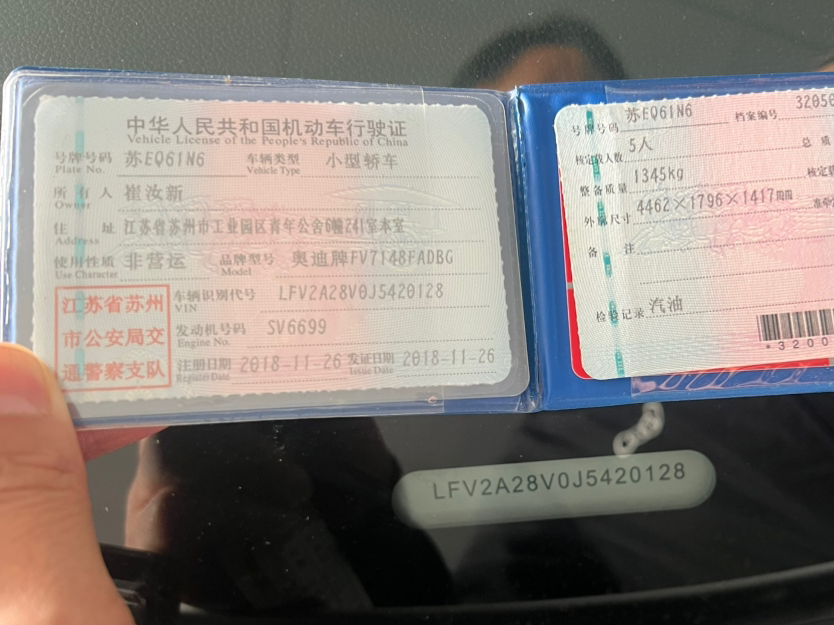 中华人民共和国机动车行驶证
Vehicle License of the People's Republic of China
号牌号码 苏EQ61N6 车辆类型 小型轿车
Plate No. Vehicle Type
所有人 崔汝新
Owner
住址 江苏省苏州市工业园区青年公舍6幢241室本室
Address
使用性质 非营运 品牌型号 奥迪牌FV7148FADBG
Use Character Model
江苏省苏州
市公安局交
通警察支队
车辆识别代号 LFV2A28V0J5420128
VIN
发动机号码 SV6699
Engine No.
注册日期 2018-11-26 发证日期 2018-11-26
Register Date Issue Date
号牌号码 苏EQ61N6 档案编号 3205
核定载人数 5人 总质
整备质量 1345kg 核定
外廓尺寸 4462×1796×1417
备注
检验记录 汽油
*3200
LFV2A28V0J5420128